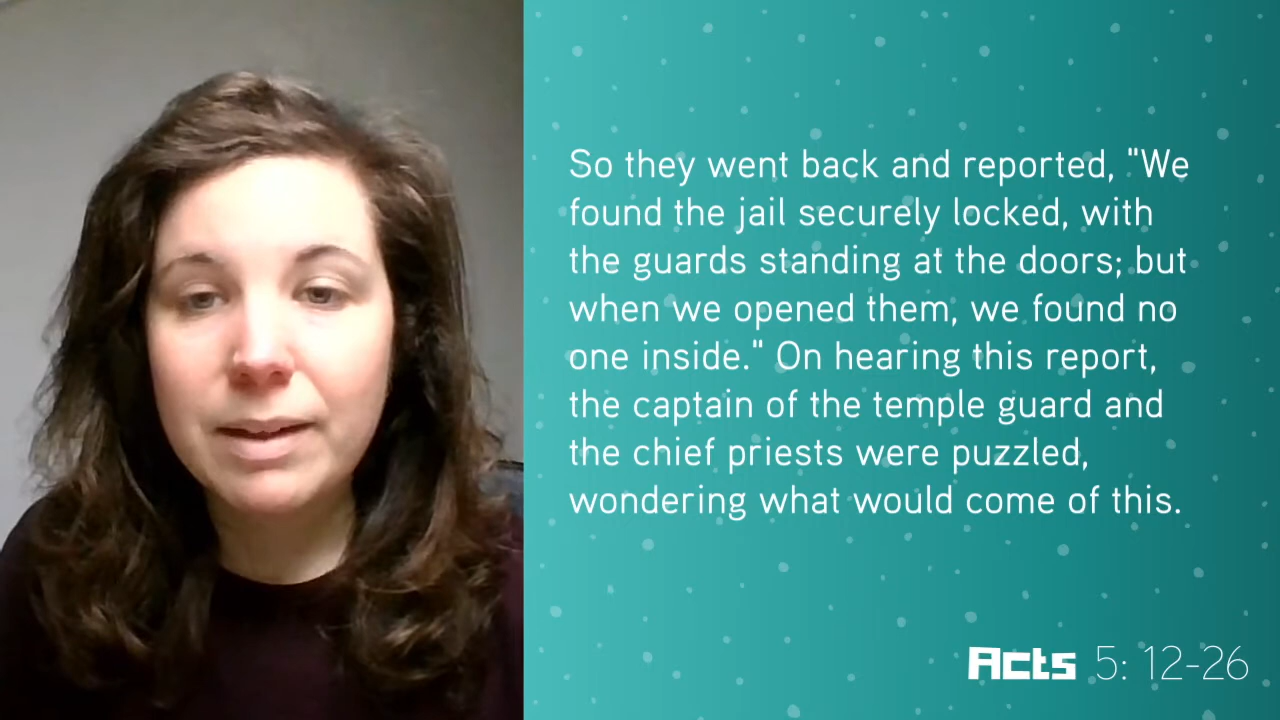 So they went back and reported, "We
found the jail securely locked, with
the guards standing at the doors; but
when we opened them, we found no
one inside." On hearing this report,
the captain of the temple guard and
the chief priests were puzzled,
wondering what would come of this.
Acts 5: 12-26